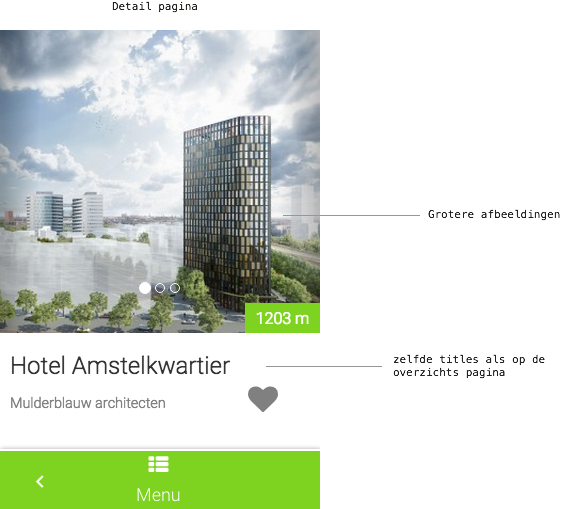 Detail pagina
Grotere afbeeldingen
1203 m
Hotel Amstelkwartier
zelfde titles als op de
overzichts pagina
Mulderblauw architecten
Menu